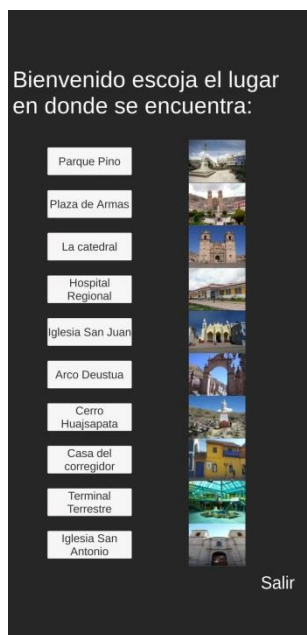 Bienvenido escoja el lugar
en donde se encuentra:
Parque Pino
Plaza de Armas
La catedral
Hospital
Regional
Iglesia San Juan
Arco Deustua
Cerro
Huajsapata
Casa del
corregidor
Terminal
Terrestre
Iglesia San
Antonio
Salir